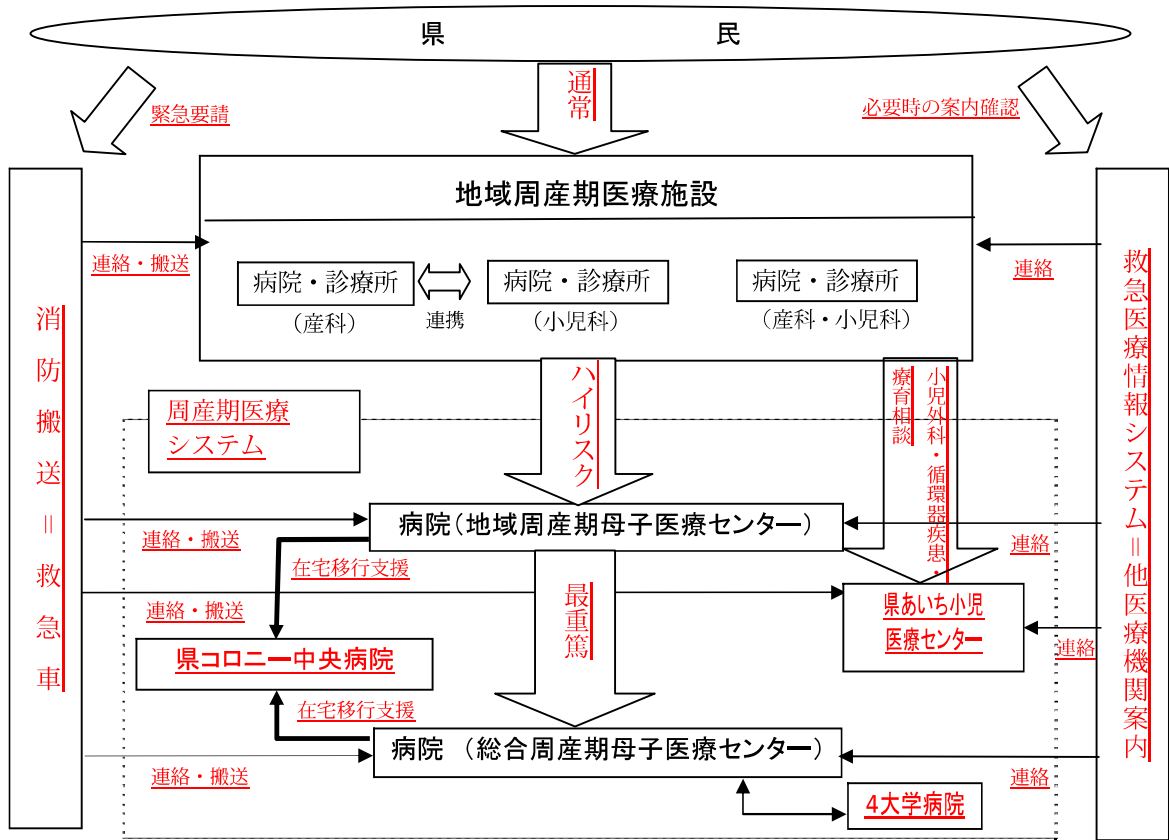 県　民
緊急要請
通常
必要時の案内確認
地域周産期医療施設
連絡・搬送
連絡
病院・診療所
病院・診療所
病院・診療所
（産科）
連携
（小児科）
（産科・小児科）
消防搬送＝救急車
救急医療情報システム＝他医療機関案内
周産期医療
システム
ハイリスク
小児外科・循環器疾患・
療育相談
病院（地域周産期母子医療センター）
連絡・搬送
連絡
在宅移行支援
連絡・搬送
最重篤
県あいち小児
医療センター
連絡
県コロニー中央病院
在宅移行支援
病院　（総合周産期母子医療センター）
連絡・搬送
連絡
４大学病院